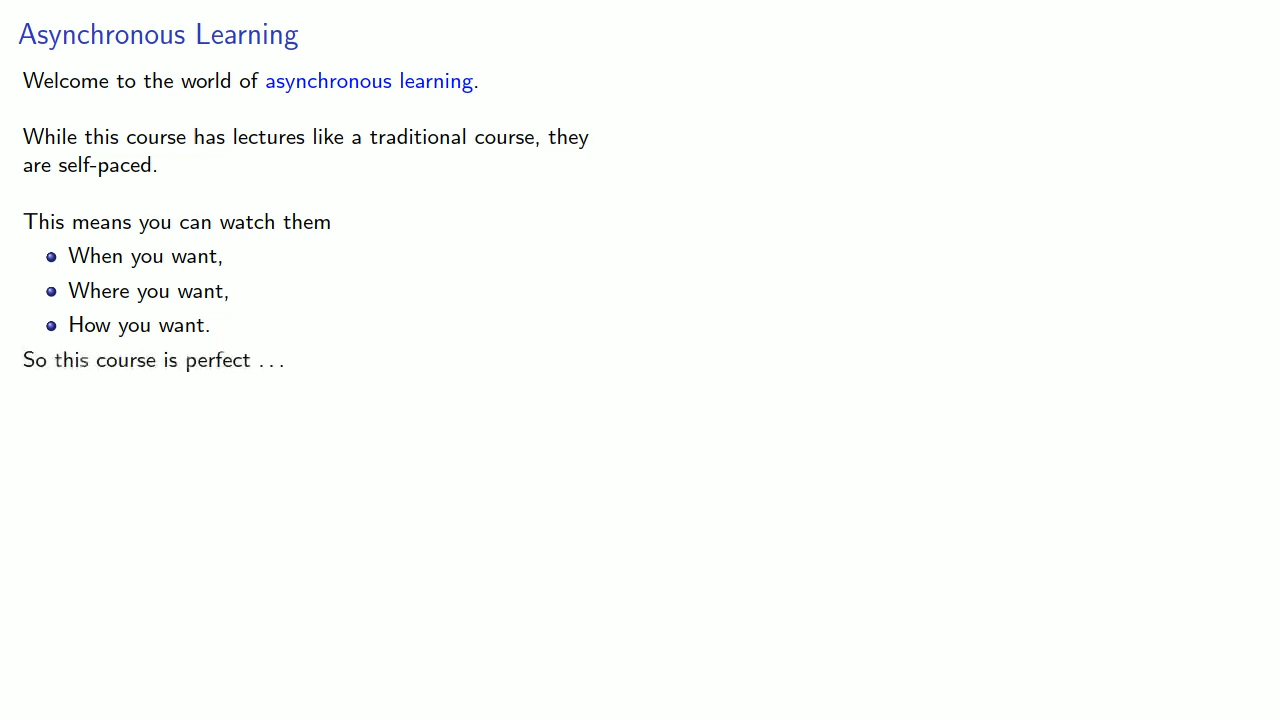 Asynchronous Learning
Welcome to the world of asynchronous learning.
While this course has lectures like a traditional course, they
are self-paced.
This means you can watch them
When you want,
Where you want,
How you want.
So this course is perfect . . .